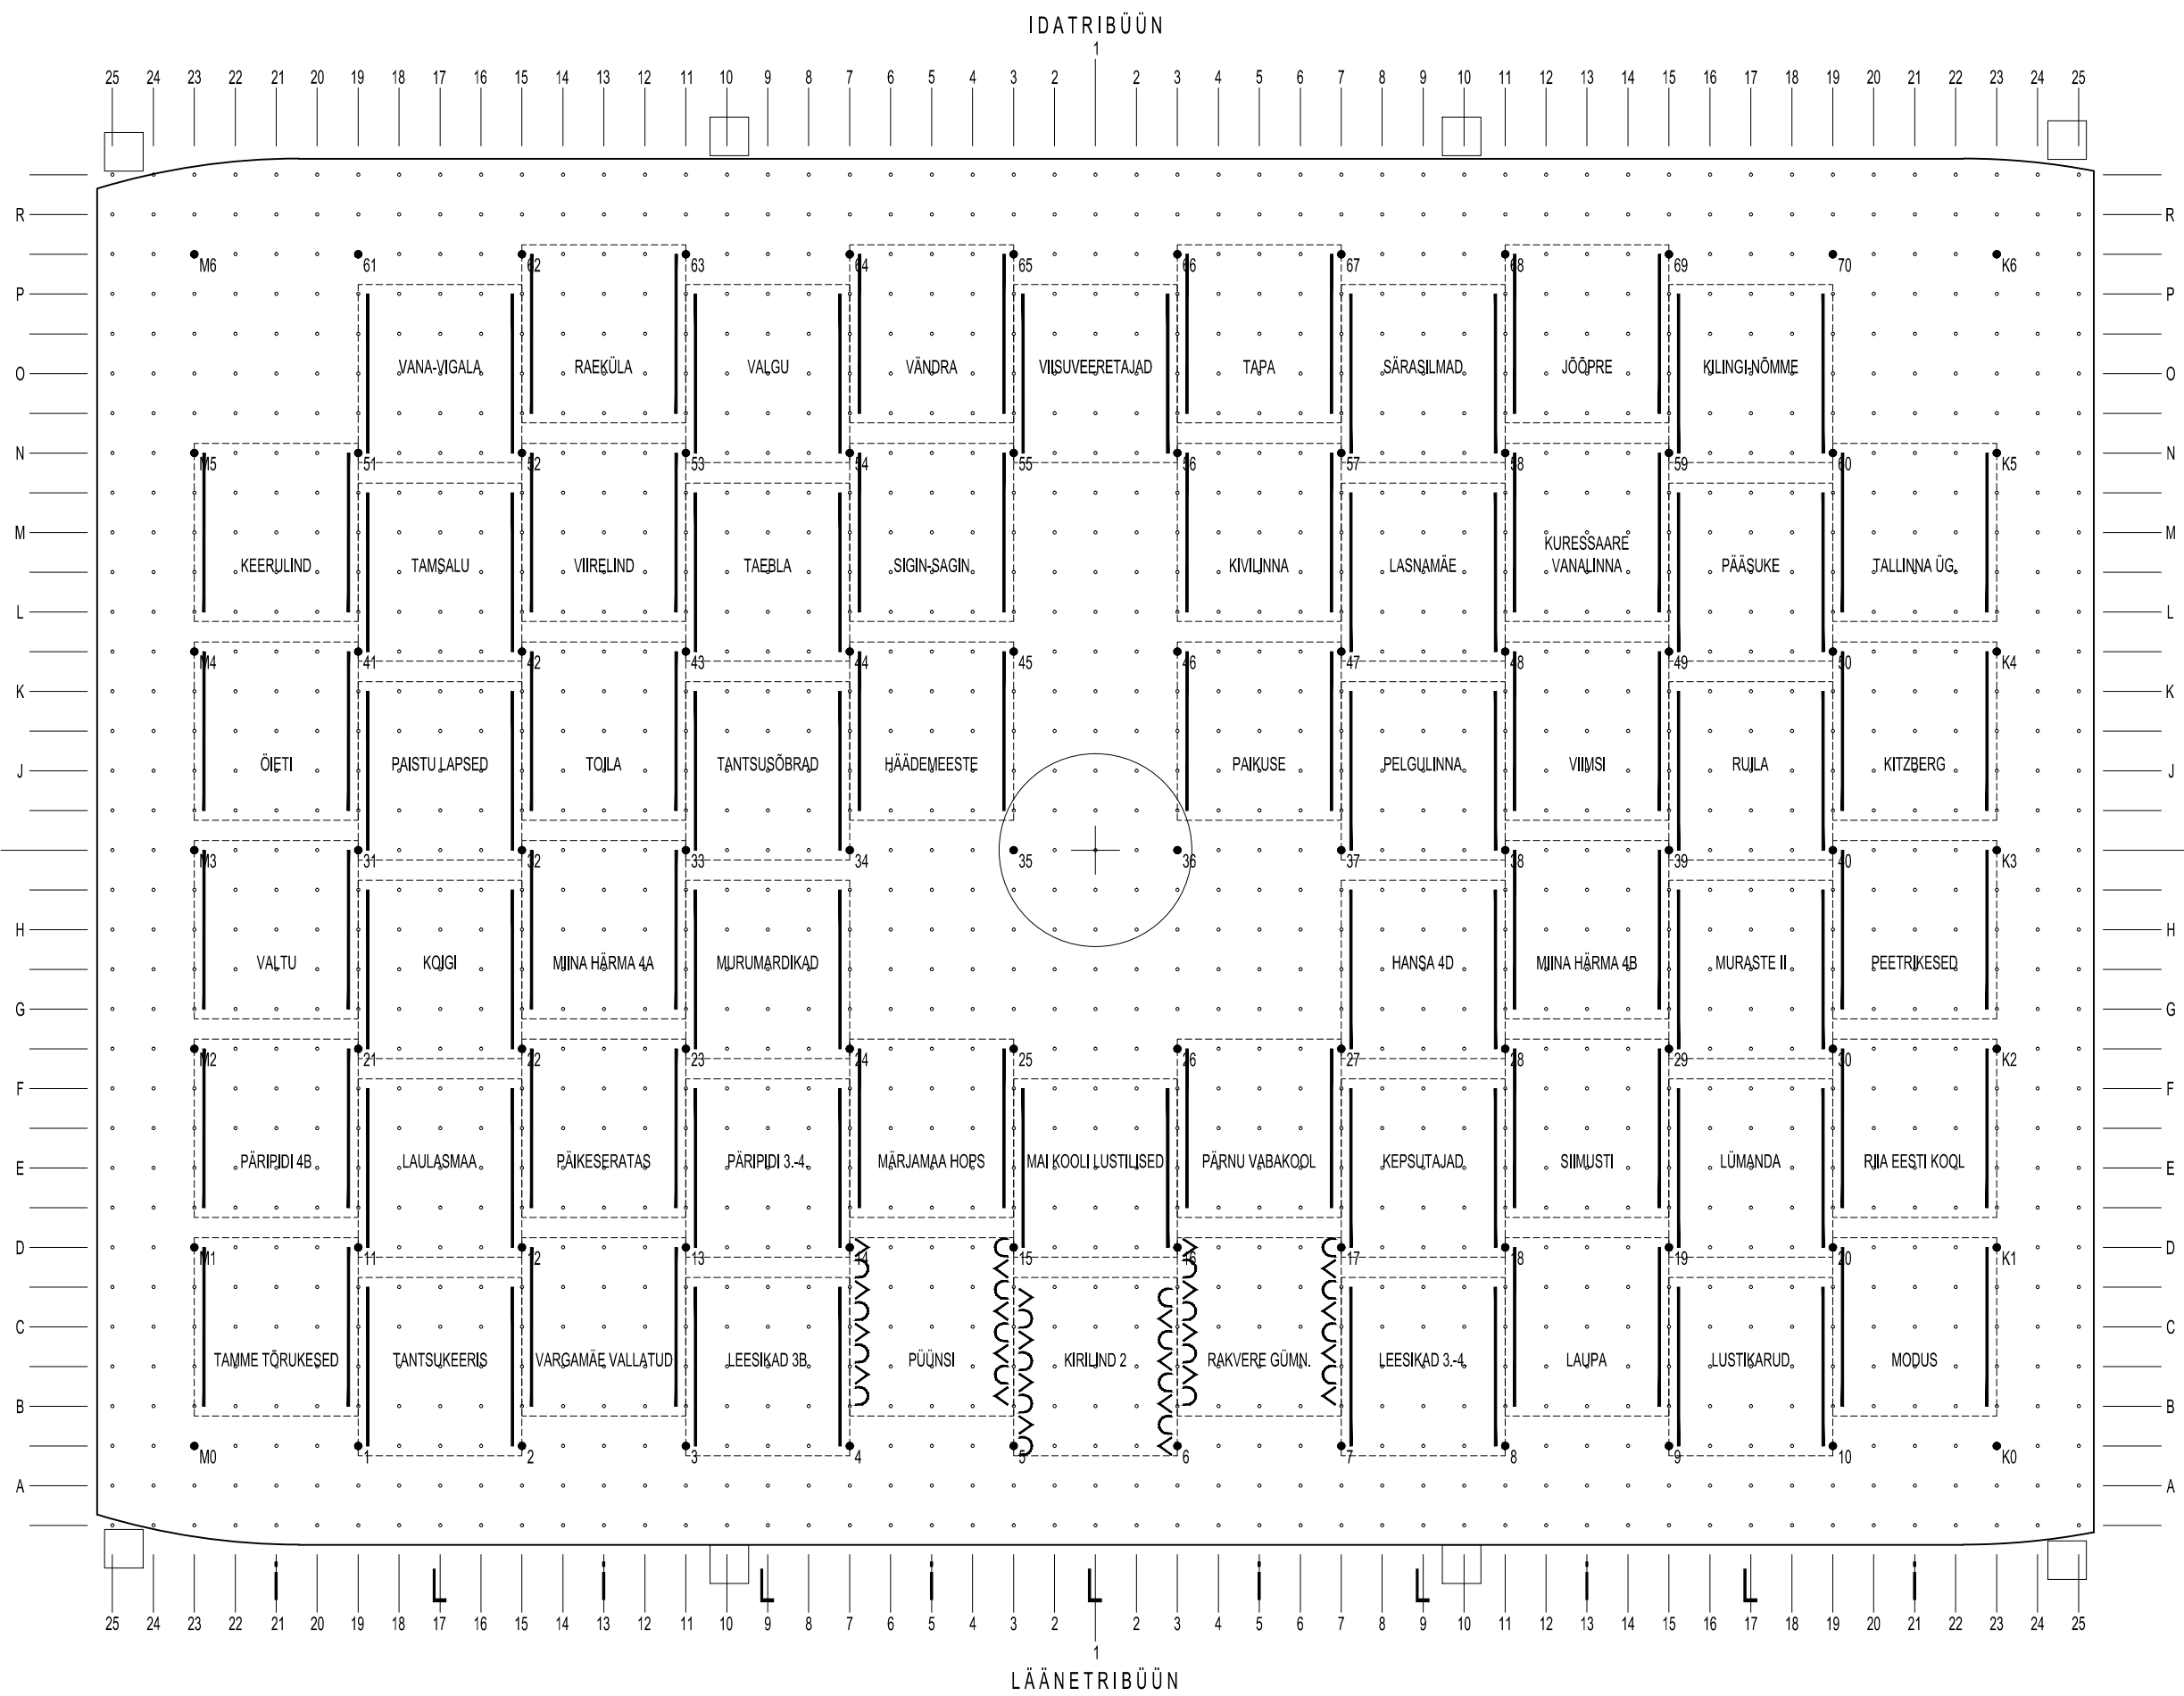 IDATRIBÜÜN
1
25 24 23 22 21 20 19 18 17 16 15 14 13 12 11 10 9 8 7 6 5 4 3 2 2 3 4 5 6 7 8 9 10 11 12 13 14 15 16 17 18 19 20 21 22 23 24 25
R R
M6 61 62 63 64 65 66 67 68 69 70 K6
P P
VANA-VIGALA RAEKÜLA VALGU VÄNDRA VIISUVEERETAJAD TAPA SÄRASILMAD JÕÕPRE KILINGI-NÕMME
O O
N N
M5 51 52 53 54 55 56 57 58 59 60 K5
M M
KURESSAARE
KEERULIND TAMSALU VIIRELIND TAEBLA SIGIN-SAGIN KIVILINNA LASNAMÄE VANALINNA PÄÄSUKE TALLINNA ÜG.
L L
M4 41 42 43 44 45 46 47 48 49 50 K4
K K
ÖIETI PAISTU LAPSED TOILA TANTSUSÕBRAD HÄÄDEMEESTE PAIKUSE PELGULINNA VIIMSI RUILA KITZBERG
J J
M3 31 32 33 34 35 36 37 38 39 40 K3
H H
VALTU KOIGI MIINA HÄRMA 4A MURUMARDIKAD HANSA 4D MIINA HÄRMA 4B MURASTE II PEETRIKESED
G G
M2 21 22 23 24 25 26 27 28 29 30 K2
F F
PÄRIPIDI 4B LAULASMAA PÄIKESERATAS PÄRIPIDI 3.-4. MÄRJAMAA HOPS MAI KOOLI LUSTILISED PÄRNU VABAKOOL KEPSUTAJAD SIIMUSTI LÜMANDA RIIA EESTI KOOL
E E
D D
M1 11 12 13 14 15 16 17 18 19 20 K1
C C
TAMME TÕRUKESED TANTSUKEERIS VARGAMÄE VALLATUD LEESIKAD 3B PÜÜNSI KIRILIND 2 RAKVERE GÜMN. LEESIKAD 3.-4. LAUPA LUSTIKARUD MODUS
B B
M0 1 2 3 4 5 6 7 8 9 10 K0
A A
i L i L i L i L i L i
25 24 23 22 21 20 19 18 17 16 15 14 13 12 11 10 9 8 7 6 5 4 3 2 2 3 4 5 6 7 8 9 10 11 12 13 14 15 16 17 18 19 20 21 22 23 24 25
1
LÄÄNETRIBÜÜN